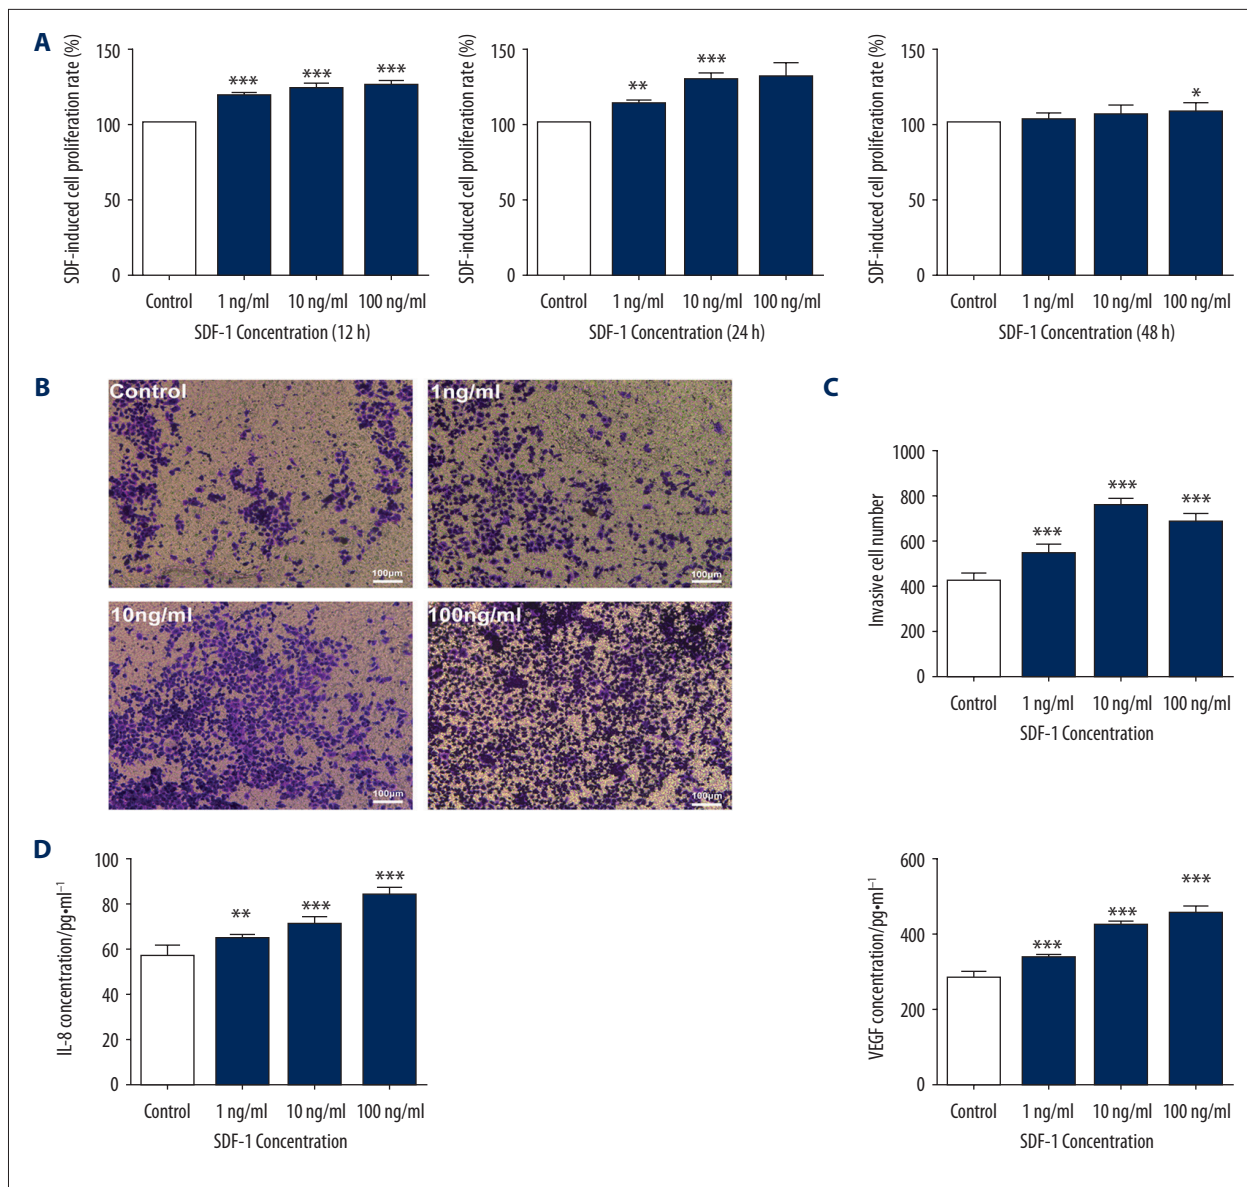 A
SDF-induced cell proliferation rate (%)
150
100
50
0
***
***
***
Control
1 ng/ml
10 ng/ml
100 ng/ml
SDF-1 Concentration (12 h)
SDF-induced cell proliferation rate (%)
150
100
50
0
**
***
Control
1 ng/ml
10 ng/ml
100 ng/ml
SDF-1 Concentration (24 h)
SDF-induced cell proliferation rate (%)
150
100
50
0
*
Control
1 ng/ml
10 ng/ml
100 ng/ml
SDF-1 Concentration (48 h)
B
Control
100µm
1ng/ml
100µm
10ng/ml
100µm
100ng/ml
100µm
C
Invasive cell number
1000
800
600
400
200
0
***
***
***
Control
1 ng/ml
10 ng/ml
100 ng/ml
SDF-1 Concentration
D
IL-8 concentration/pg•ml⁻¹
100
80
60
40
20
0
**
***
***
Control
1 ng/ml
10 ng/ml
100 ng/ml
SDF-1 Concentration
VEGF concentration/pg•ml⁻¹
600
400
200
0
***
***
***
Control
1 ng/ml
10 ng/ml
100 ng/ml
SDF-1 Concentration